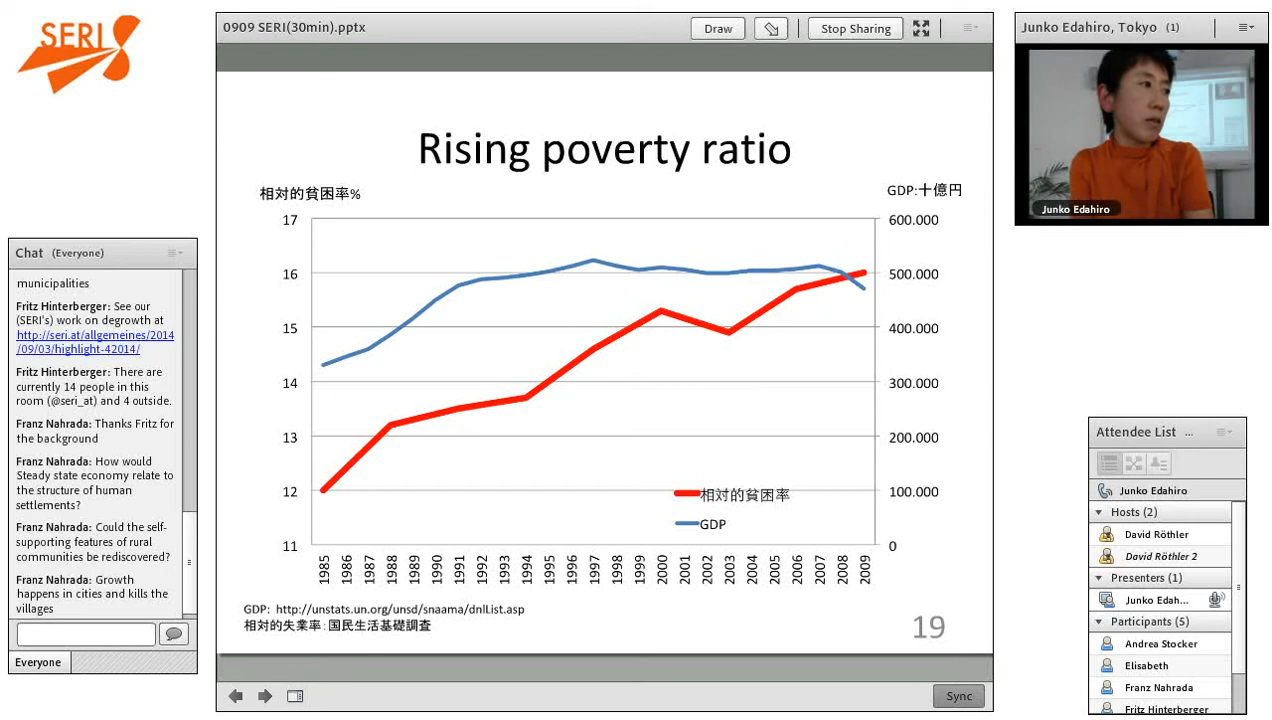 SERI
0909 SERI(30min).pptx
Draw
Stop Sharing
Rising poverty ratio
相対的貧困率%
GDP:十億円
17
16
15
14
13
12
11
600.000
500.000
400.000
300.000
200.000
100.000
0
相対的貧困率
GDP
1985
1986
1987
1988
1989
1990
1991
1992
1993
1994
1995
1996
1997
1998
1999
2000
2001
2002
2003
2004
2005
2006
2007
2008
2009
GDP: http://unstats.un.org/unsd/snaama/dnlList.asp
相対的失業率：国民生活基礎調査
19
Sync
Chat (Everyone)
municipalities
Fritz Hinterberger: See our
(SERI's) work on degrowth at
http://seri.at/allgemeines/2014
/09/03/highlight-42014/
Fritz Hinterberger: There are
currently 14 people in this
room (@seri_at) and 4 outside.
Franz Nahrada: Thanks Fritz for
the background
Franz Nahrada: How would
Steady state economy relate to
the structure of human
settlements?
Franz Nahrada: Could the self-
supporting features of rural
communities be rediscovered?
Franz Nahrada: Growth
happens in cities and kills the
villages
Everyone
Junko Edahiro, Tokyo (1)
Junko Edahiro
Attendee List ...
Junko Edahiro
Hosts (2)
David Röthler
David Röthler 2
Presenters (1)
Junko Edah...
Participants (5)
Andrea Stocker
Elisabeth
Franz Nahrada
Fritz Hinterberger